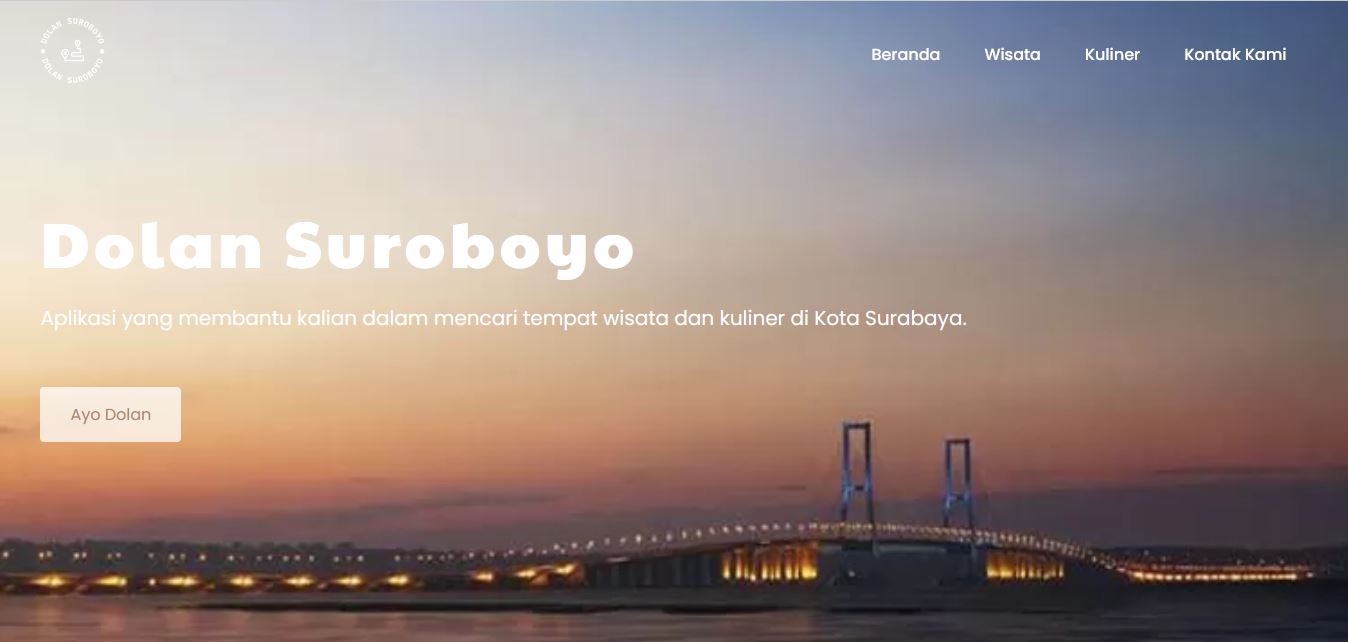 DOLAN SUROBOYO
DOLAN SUROBOYO
Beranda
Wisata
Kuliner
Kontak Kami
Dolan Suroboyo
Aplikasi yang membantu kalian dalam mencari tempat wisata dan kuliner di Kota Surabaya.
Ayo Dolan